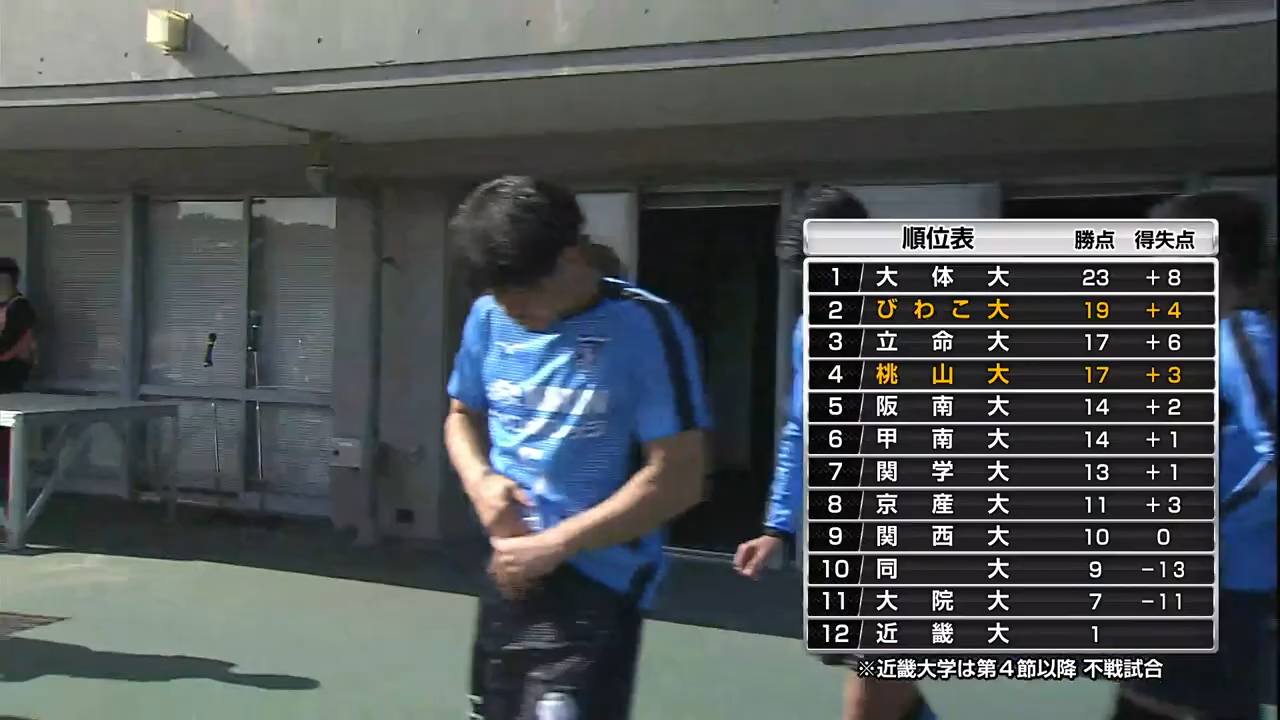 順位表 勝点 得失点
1 大体大 23 +8
2 びわこ大 19 +4
3 立命大 17 +6
4 桃山大 17 +3
5 阪南大 14 +2
6 甲南大 14 +1
7 関学大 13 +1
8 京産大 11 +3
9 関西大 10 0
10 同大 9 -13
11 大院大 7 -11
12 近畿大 1
※近畿大学は第4節以降 不戦試合